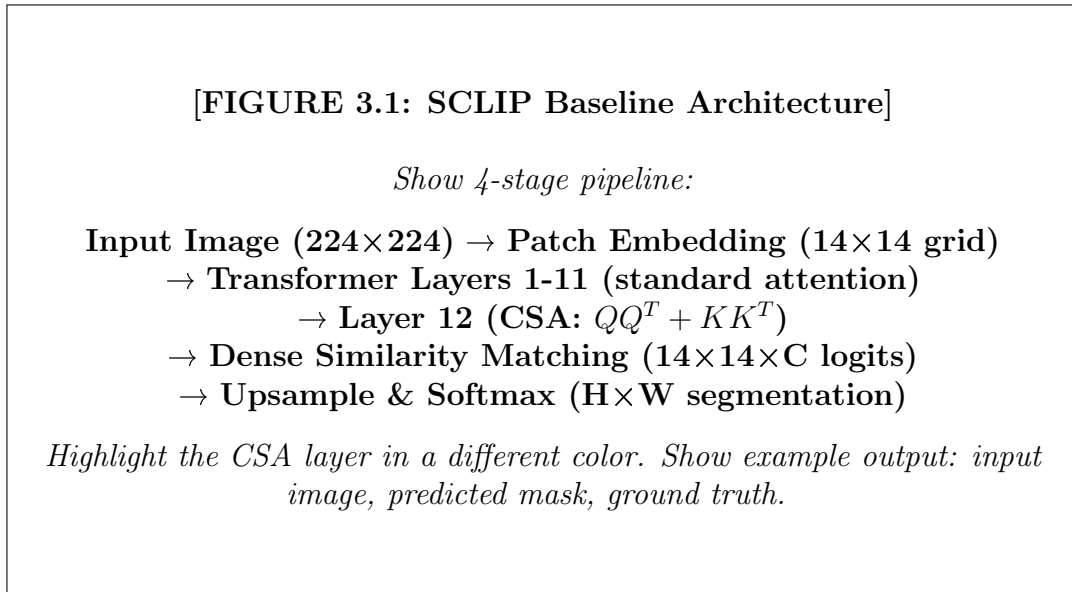 [FIGURE 3.1: SCLIP Baseline Architecture]
Show 4-stage pipeline:
Input Image (224×224) → Patch Embedding (14×14 grid)
→ Transformer Layers 1-11 (standard attention)
→ Layer 12 (CSA: $QQ^T + KK^T$)
→ Dense Similarity Matching (14×14×C logits)
→ Upsample & Softmax (H×W segmentation)
Highlight the CSA layer in a different color. Show example output: input
image, predicted mask, ground truth.